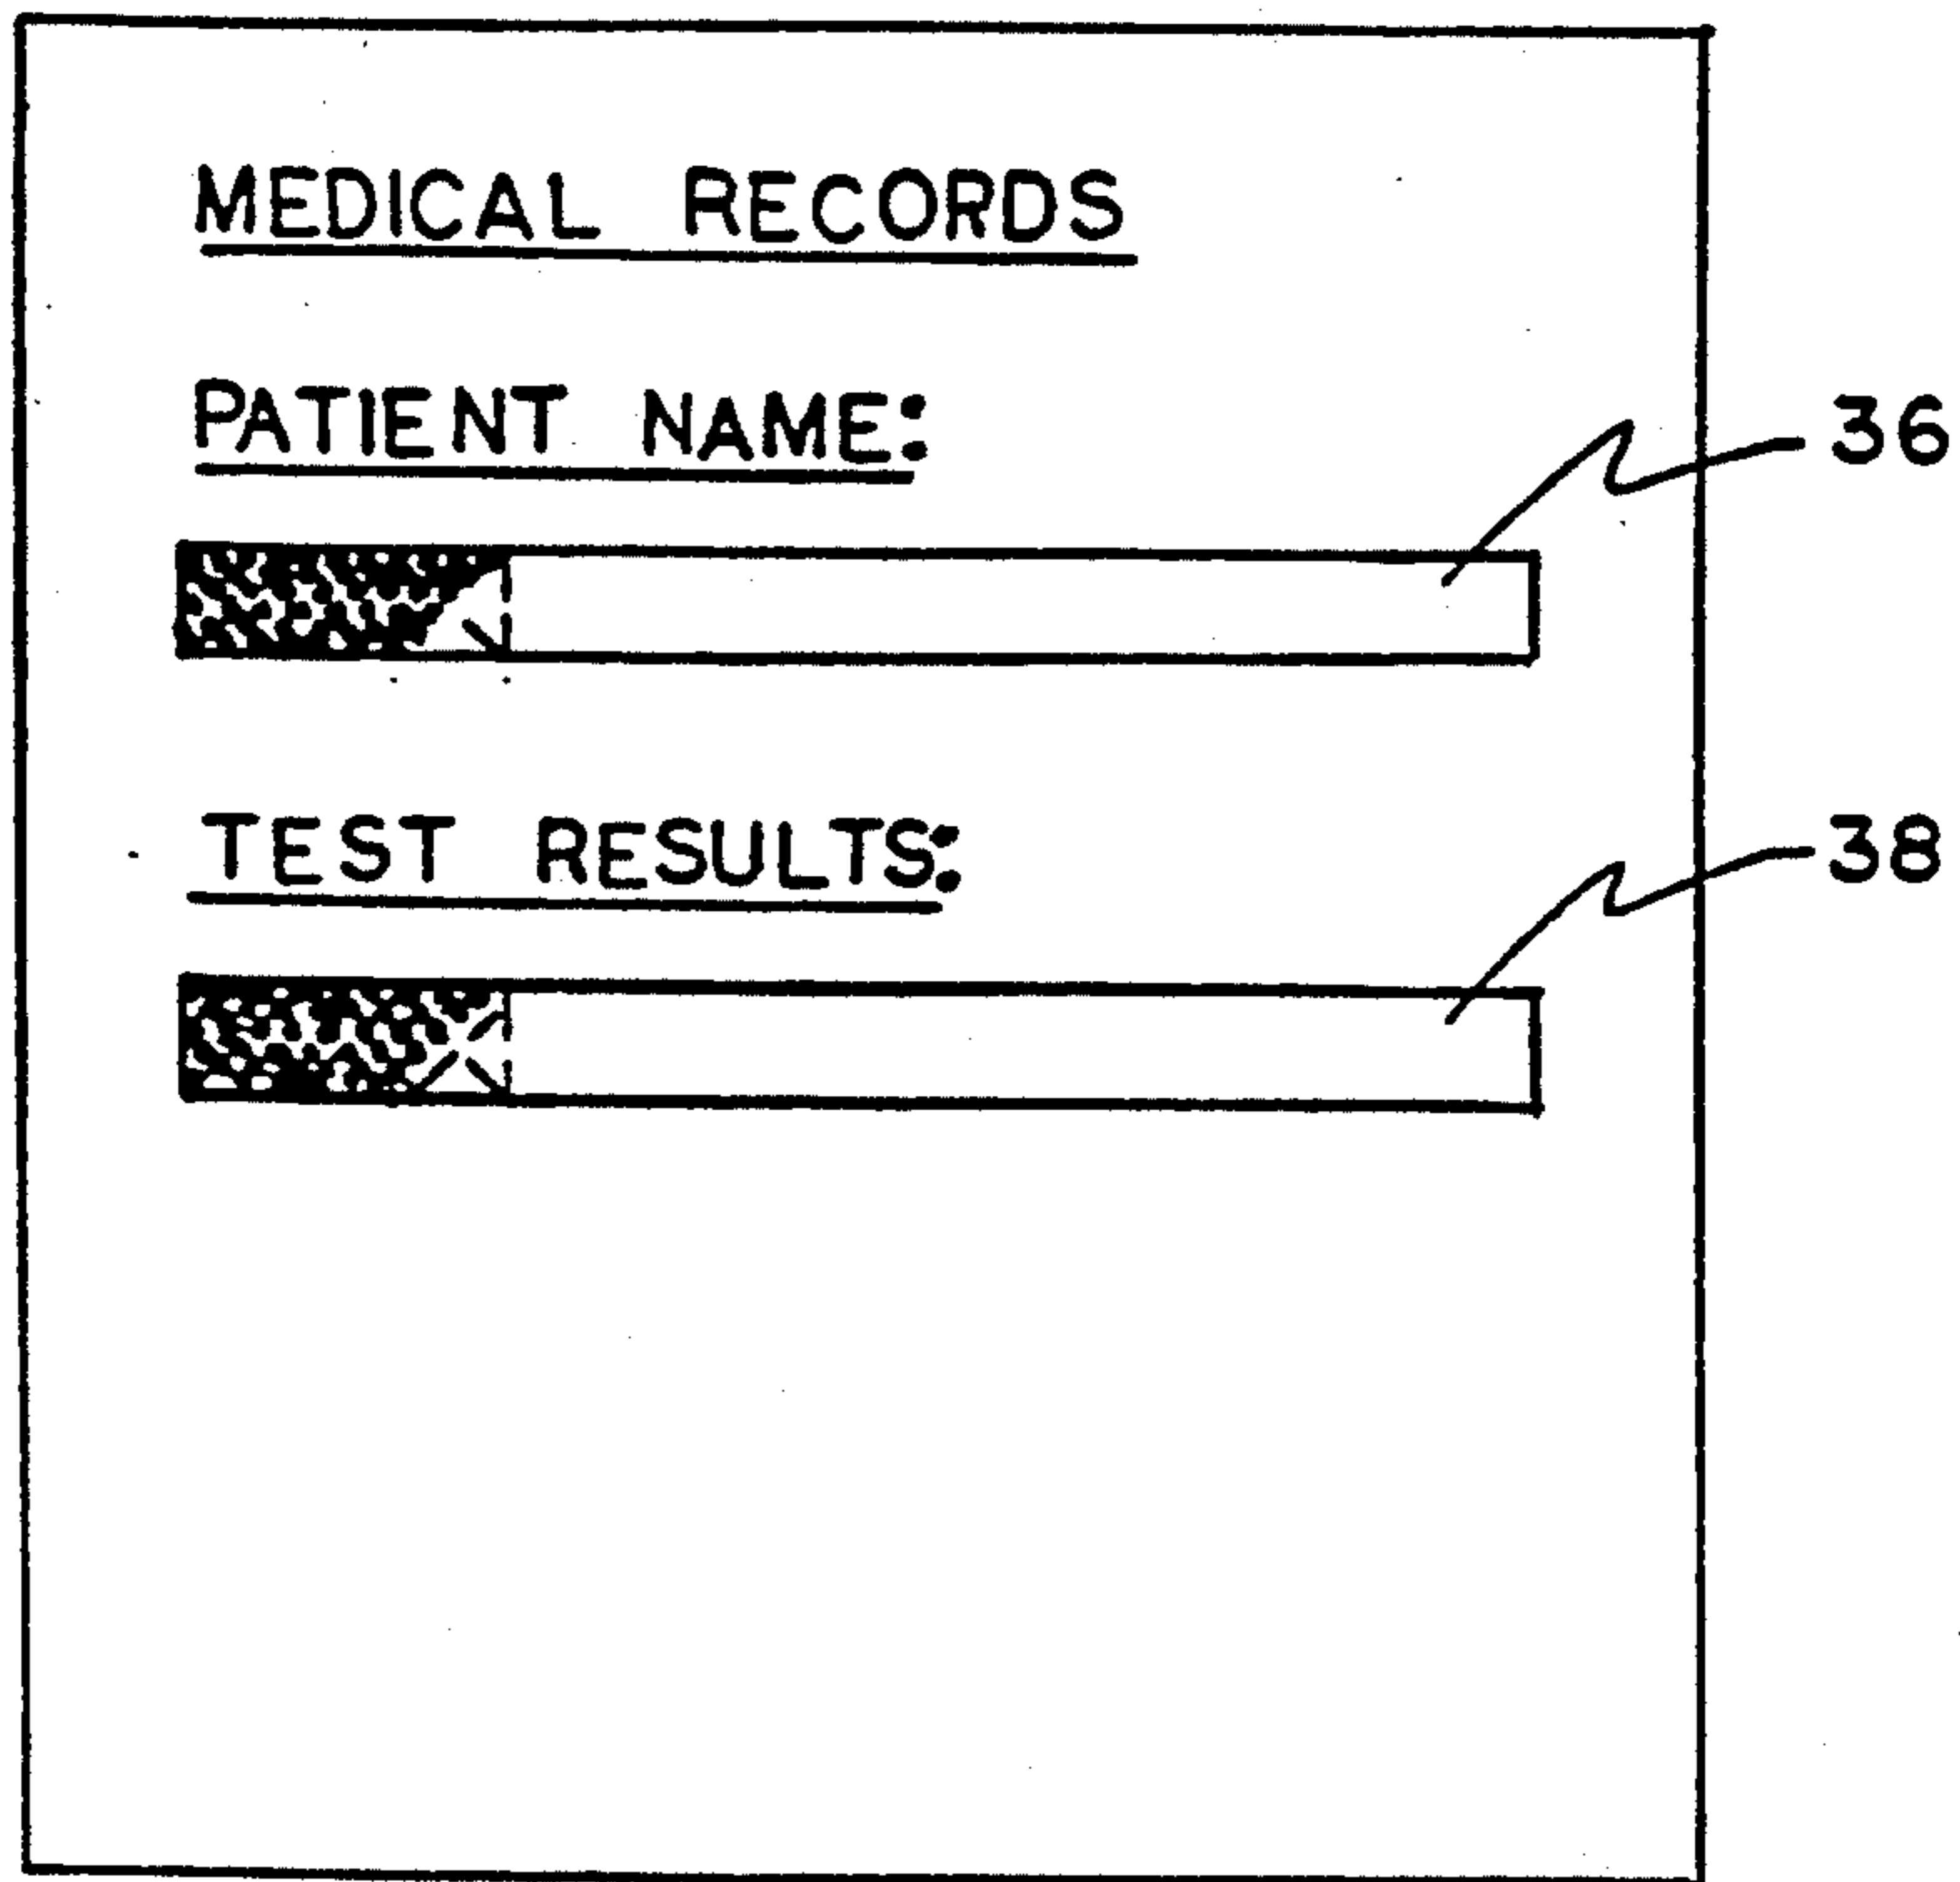 MEDICAL RECORDS
PATIENT NAME:
36
TEST RESULTS:
38